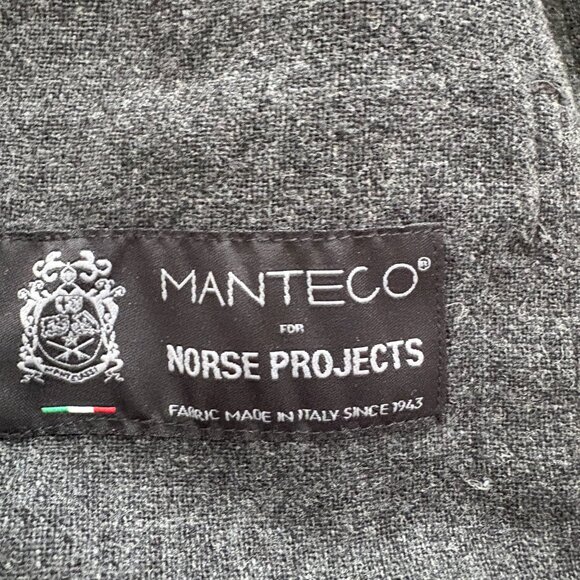 MANTECO®
FOR
NORSE PROJECTS
FABRIC MADE IN ITALY SINCE 1943